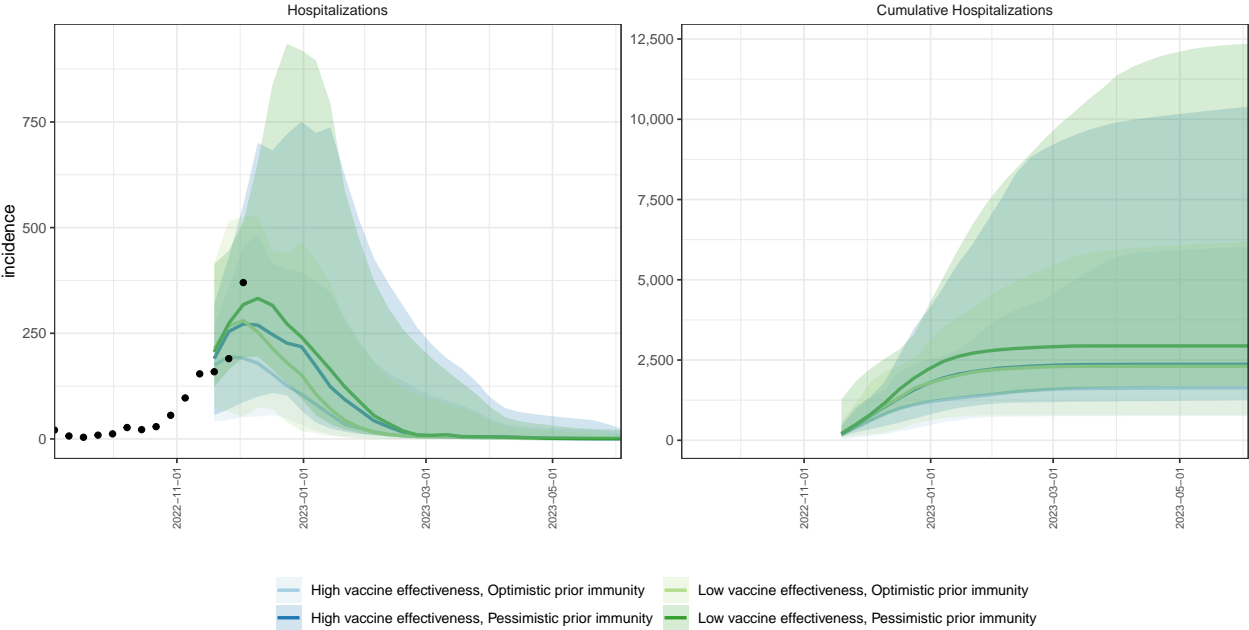 Hospitalizations
Cumulative Hospitalizations
incidence
750
500
250
0
12,500
10,000
7,500
5,000
2,500
0
2022−11−01
2023−01−01
2023−03−01
2023−05−01
2022−11−01
2023−01−01
2023−03−01
2023−05−01
High vaccine effectiveness, Optimistic prior immunity
Low vaccine effectiveness, Optimistic prior immunity
High vaccine effectiveness, Pessimistic prior immunity
Low vaccine effectiveness, Pessimistic prior immunity